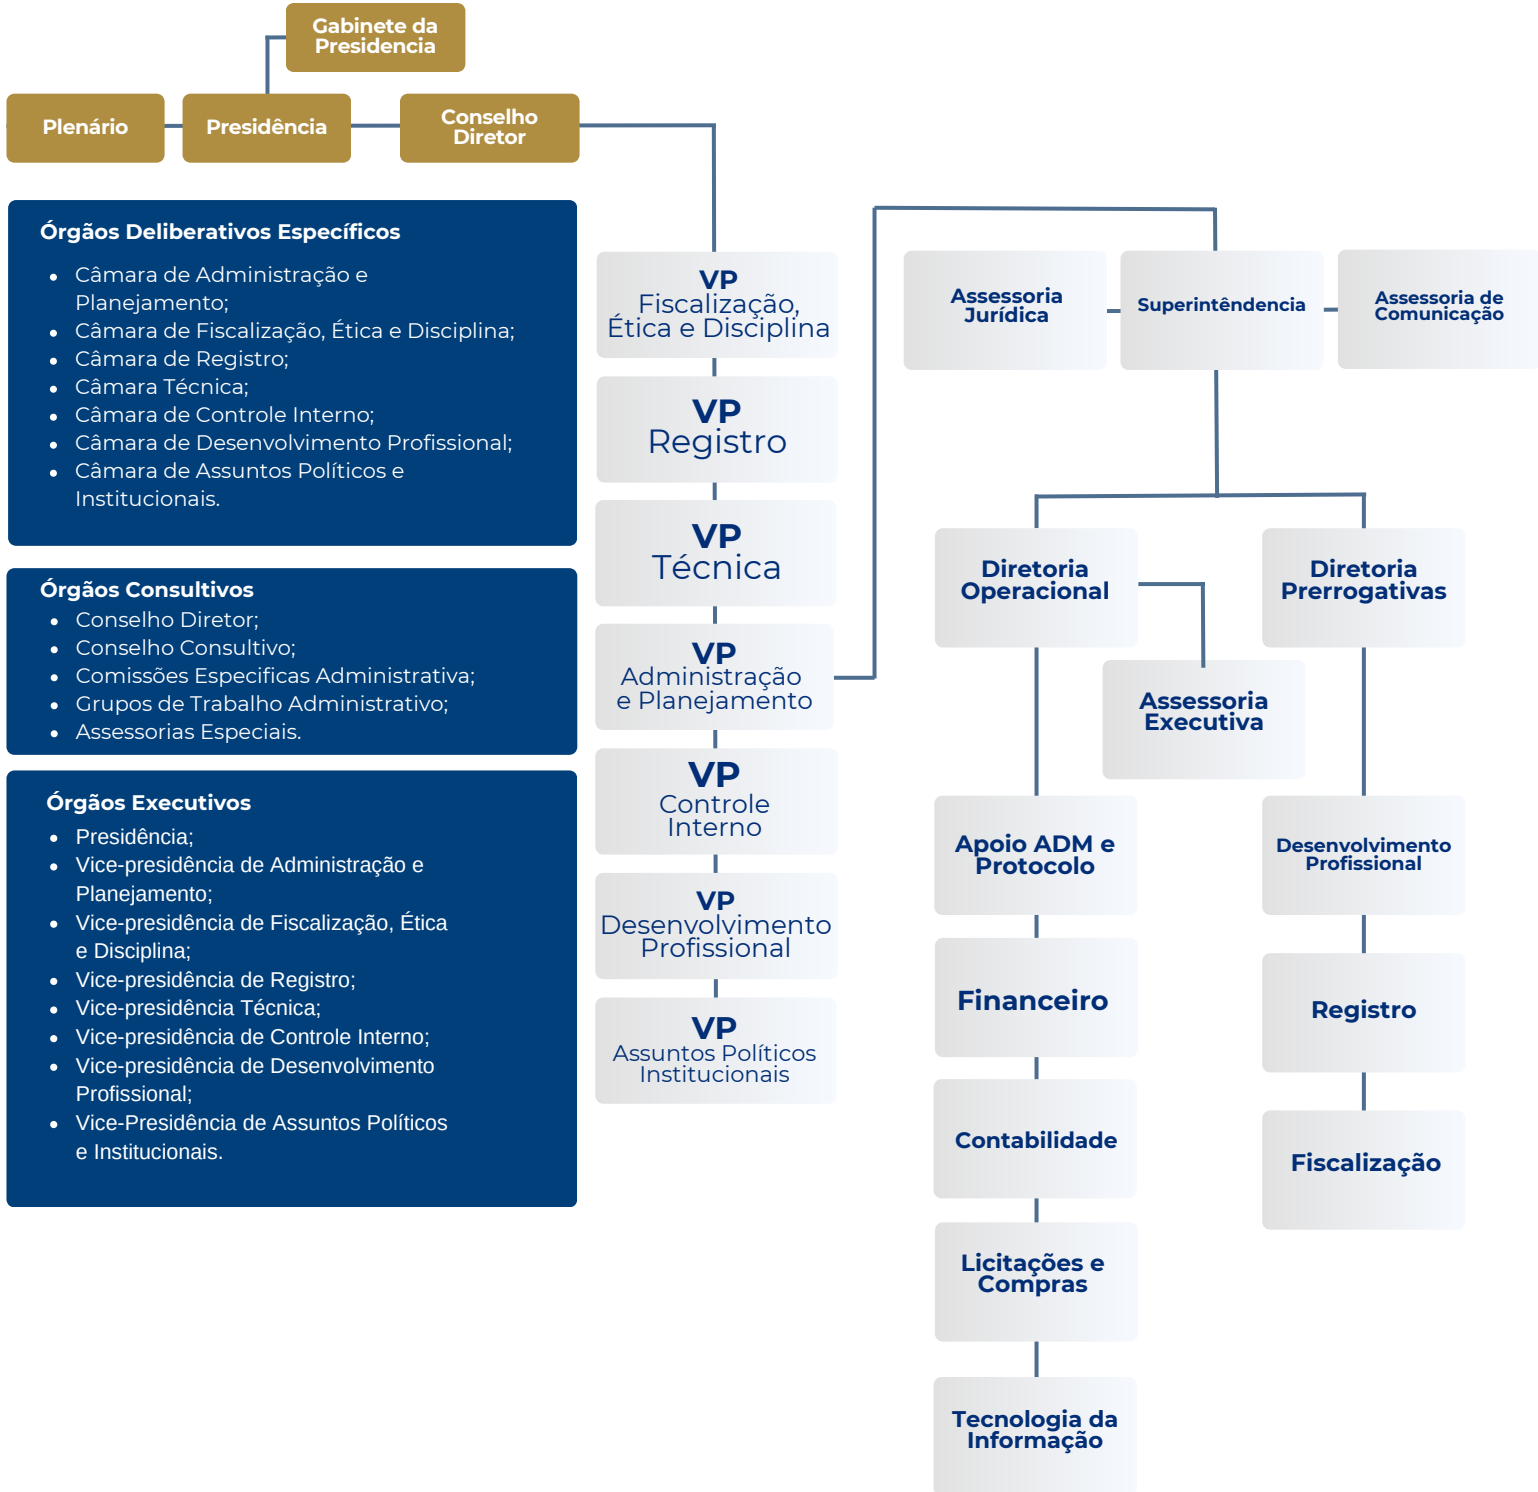 Gabinete da
Presidencia
Plenário
Presidência
Conselho
Diretor
Órgãos Deliberativos Específicos
• Câmara de Administração e
Planejamento;
• Câmara de Fiscalização, Ética e Disciplina;
• Câmara de Registro;
• Câmara Técnica;
• Câmara de Controle Interno;
• Câmara de Desenvolvimento Profissional;
• Câmara de Assuntos Políticos e
Institucionais.
Órgãos Consultivos
• Conselho Diretor;
• Conselho Consultivo;
• Comissões Especificas Administrativa;
• Grupos de Trabalho Administrativo;
• Assessorias Especiais.
Órgãos Executivos
• Presidência;
• Vice-presidência de Administração e
Planejamento;
• Vice-presidência de Fiscalização, Ética
e Disciplina;
• Vice-presidência de Registro;
• Vice-presidência Técnica;
• Vice-presidência de Controle Interno;
• Vice-presidência de Desenvolvimento
Profissional;
• Vice-Presidência de Assuntos Políticos
e Institucionais.
VP
Fiscalização,
Ética e Disciplina
VP
Registro
VP
Técnica
VP
Administração
e Planejamento
VP
Controle
Interno
VP
Desenvolvimento
Profissional
VP
Assuntos Políticos
Institucionais
Assessoria
Jurídica
Superintêndencia
Assessoria de
Comunicação
Diretoria
Operacional
Diretoria
Prerrogativas
Assessoria
Executiva
Apoio ADM e
Protocolo
Financeiro
Contabilidade
Licitações e
Compras
Tecnologia da
Informação
Desenvolvimento
Profissional
Registro
Fiscalização